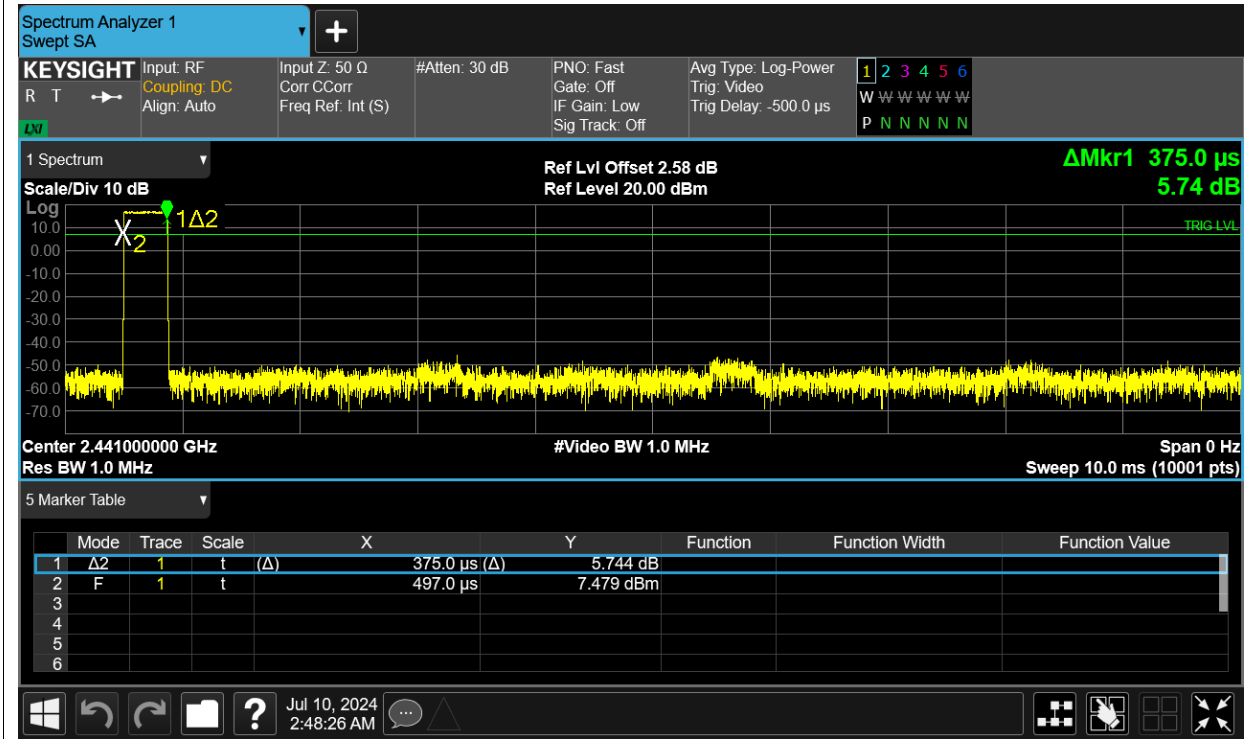 Spectrum Analyzer 1
Swept SA
KEYSIGHT
R T
LXI
Input: RF
Coupling: DC
Align: Auto
Input Z: 50 Ω
Corr CCorr
Freq Ref: Int (S)
#Atten: 30 dB
PNO: Fast
Gate: Off
IF Gain: Low
Sig Track: Off
Avg Type: Log-Power
Trig: Video
Trig Delay: -500.0 µs
1 2 3 4 5 6
W W W W W W
P N N N N N
1 Spectrum
Scale/Div 10 dB
Ref Lvl Offset 2.58 dB
Ref Level 20.00 dBm
ΔMkr1 375.0 µs
5.74 dB
Log
10.0
0.00
-10.0
-20.0
-30.0
-40.0
-50.0
-60.0
-70.0
1Δ2
2
TRIG LVL
Center 2.441000000 GHz
Res BW 1.0 MHz
#Video BW 1.0 MHz
Span 0 Hz
Sweep 10.0 ms (10001 pts)
5 Marker Table
Mode Trace Scale X Y Function Function Width Function Value
1 Δ2 1 t (Δ) 375.0 µs (Δ) 5.744 dB
2 F 1 t 497.0 µs 7.479 dBm
3
4
5
6
?
Jul 10, 2024
2:48:26 AM